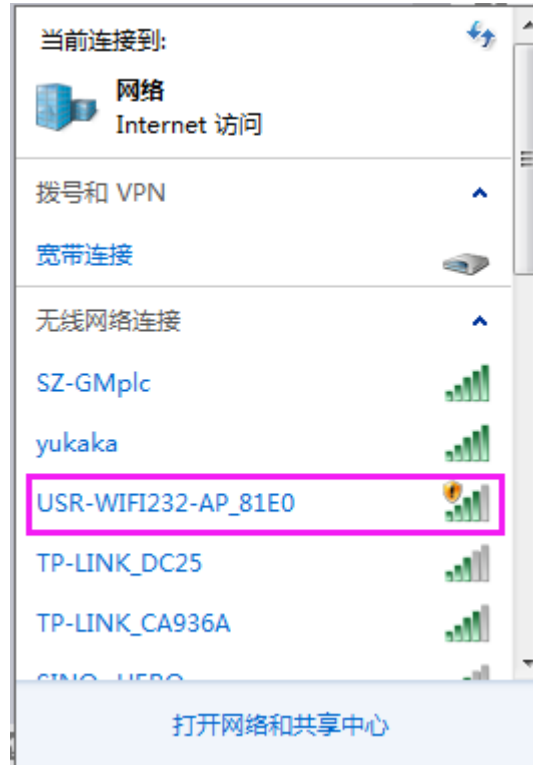 当前连接到:
网络
Internet 访问
拨号和 VPN
宽带连接
无线网络连接
SZ-GMplc
yukaka
USR-WIFI232-AP_81E0
TP-LINK_DC25
TP-LINK_CA936A
打开网络和共享中心